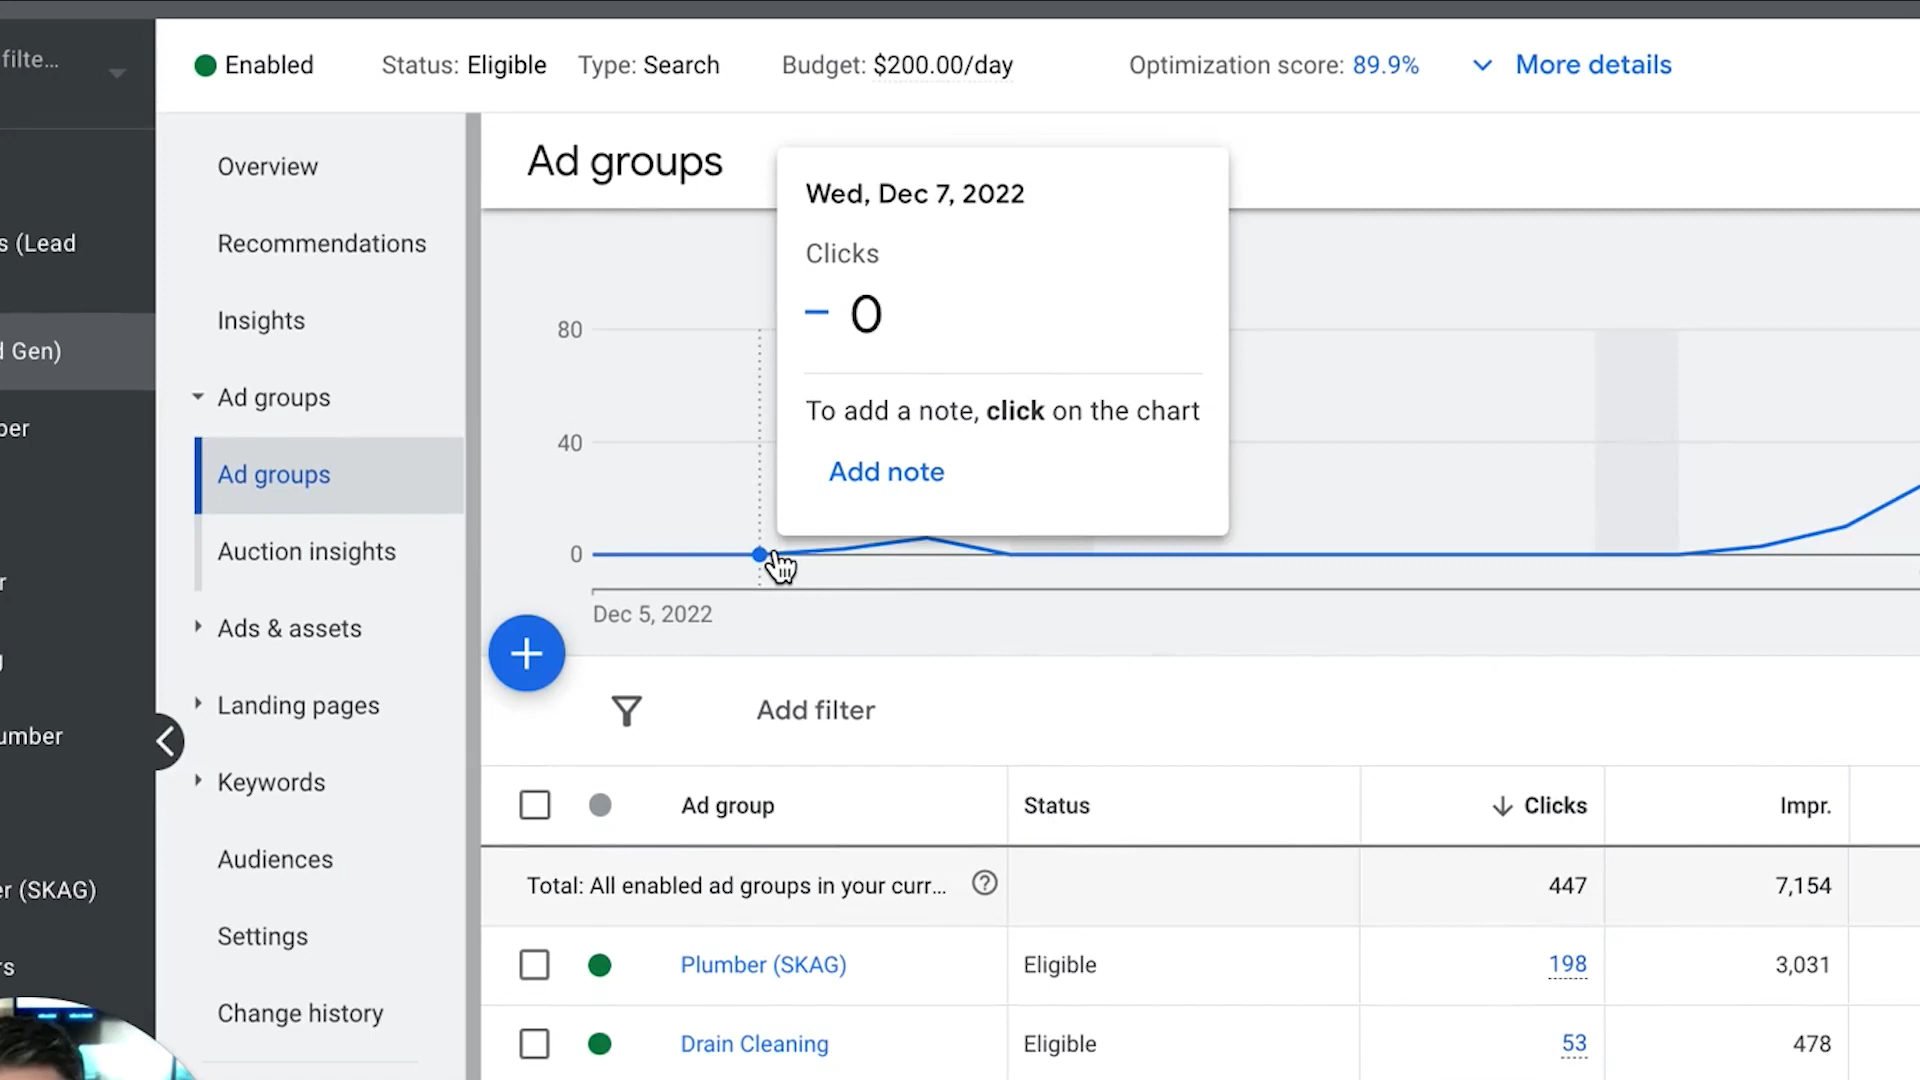 filte...
Enabled
Status: Eligible
Type: Search
Budget: $200.00/day
Optimization score: 89.9%
More details
s (Lead
d Gen)
ber
r
umber
er (SKAG)
rs
Overview
Recommendations
Insights
Ad groups
Ad groups
Auction insights
Ads & assets
Landing pages
Keywords
Audiences
Settings
Change history
Ad groups
Wed, Dec 7, 2022
Clicks
0
To add a note, click on the chart
Add note
80
40
0
Dec 5, 2022
Add filter
Ad group Status Clicks Impr.
Total: All enabled ad groups in your curr... 447 7,154
Plumber (SKAG) Eligible 198 3,031
Drain Cleaning Eligible 53 478